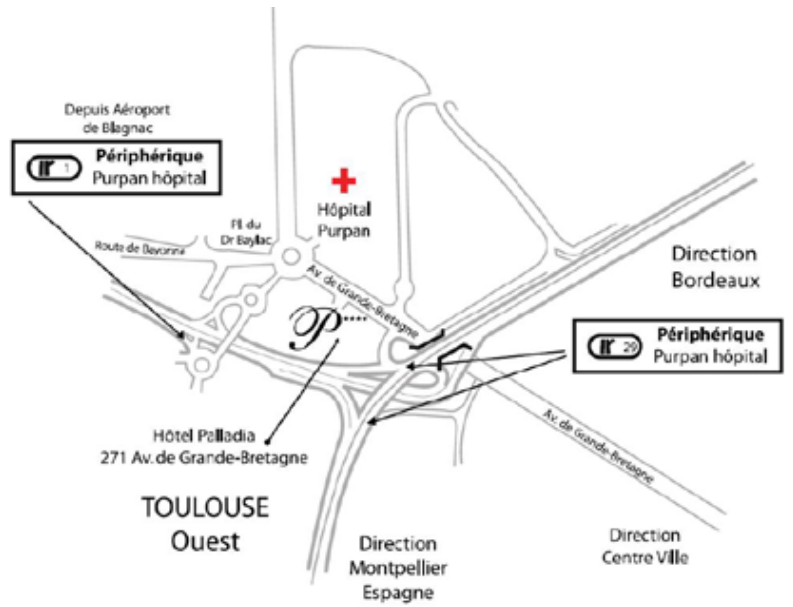 Depuis Aéroport
de Blagnac
1
Périphérique
Purpan hôpital
Pl. du
Dr Baylac
Route de Bayonne
Hôpital
Purpan
Av. de Grande-Bretagne
P
Direction
Bordeaux
29
Périphérique
Purpan hôpital
Hôtel Palladia
271 Av. de Grande-Bretagne
Av. de Grande-Bretagne
TOULOUSE
Ouest
Direction
Montpellier
Espagne
Direction
Centre Ville